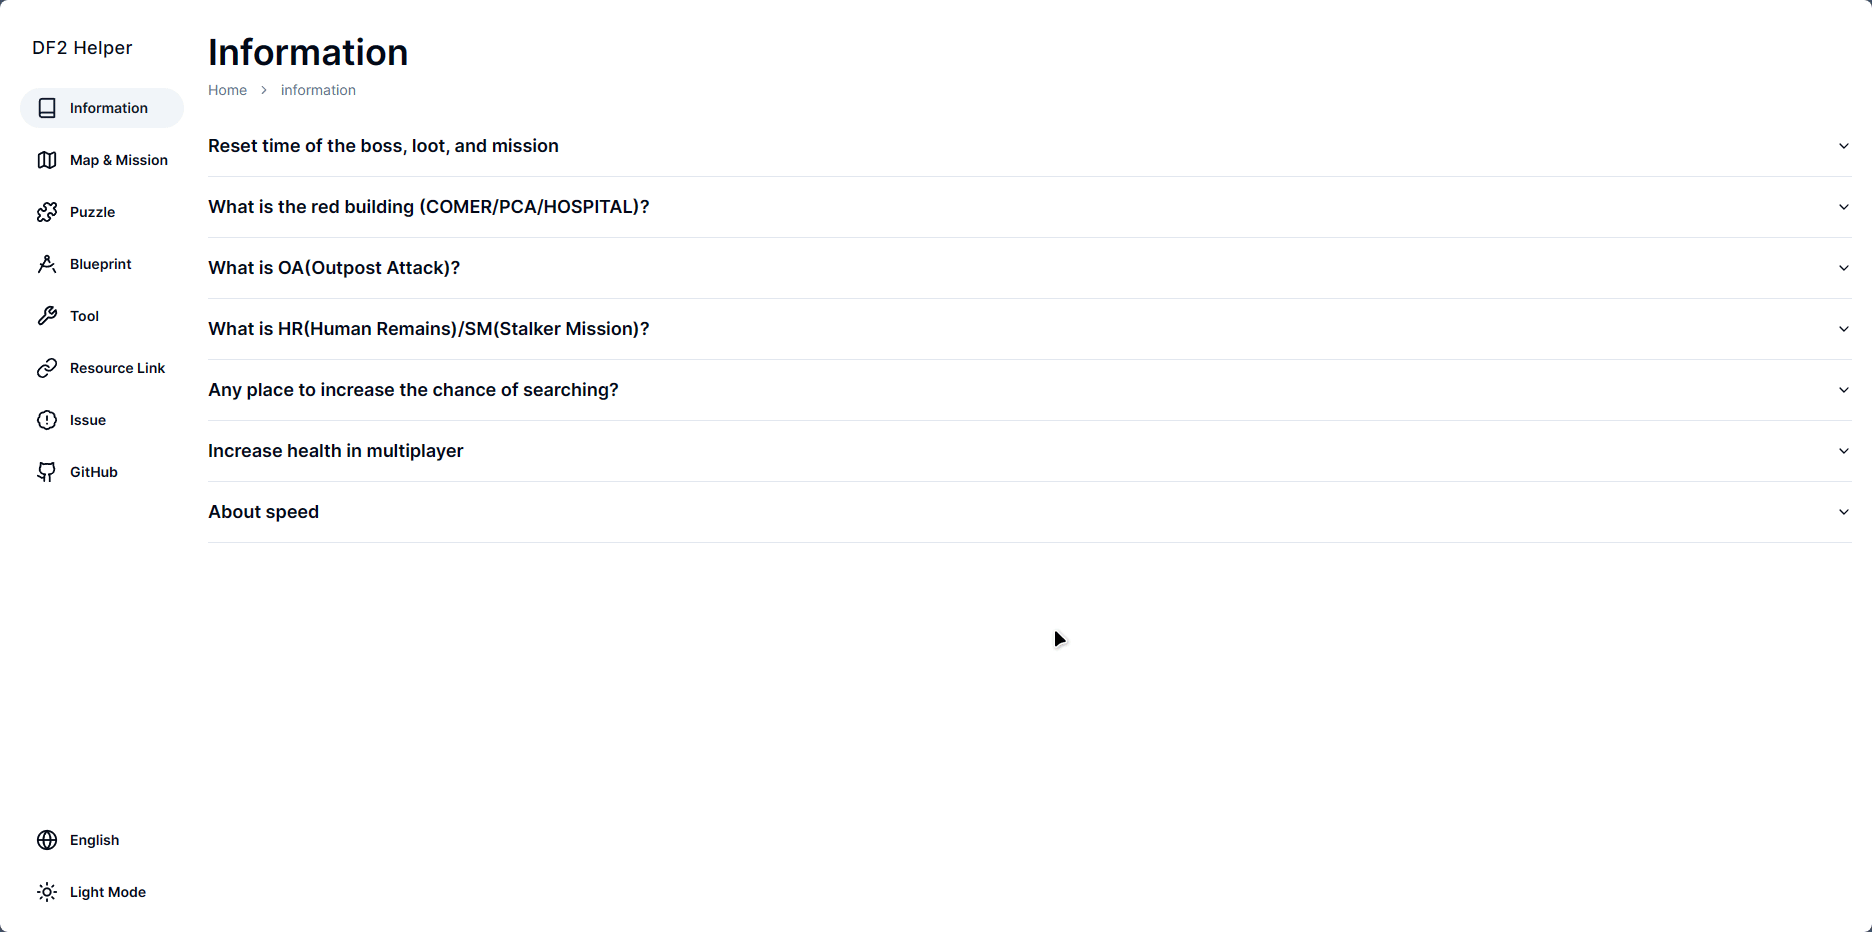 DF2 Helper
Information
Map & Mission
Puzzle
Blueprint
Tool
Resource Link
Issue
GitHub
English
Light Mode
Information
Home
information
Reset time of the boss, loot, and mission
What is the red building (COMER/PCA/HOSPITAL)?
What is OA(Outpost Attack)?
What is HR(Human Remains)/SM(Stalker Mission)?
Any place to increase the chance of searching?
Increase health in multiplayer
About speed